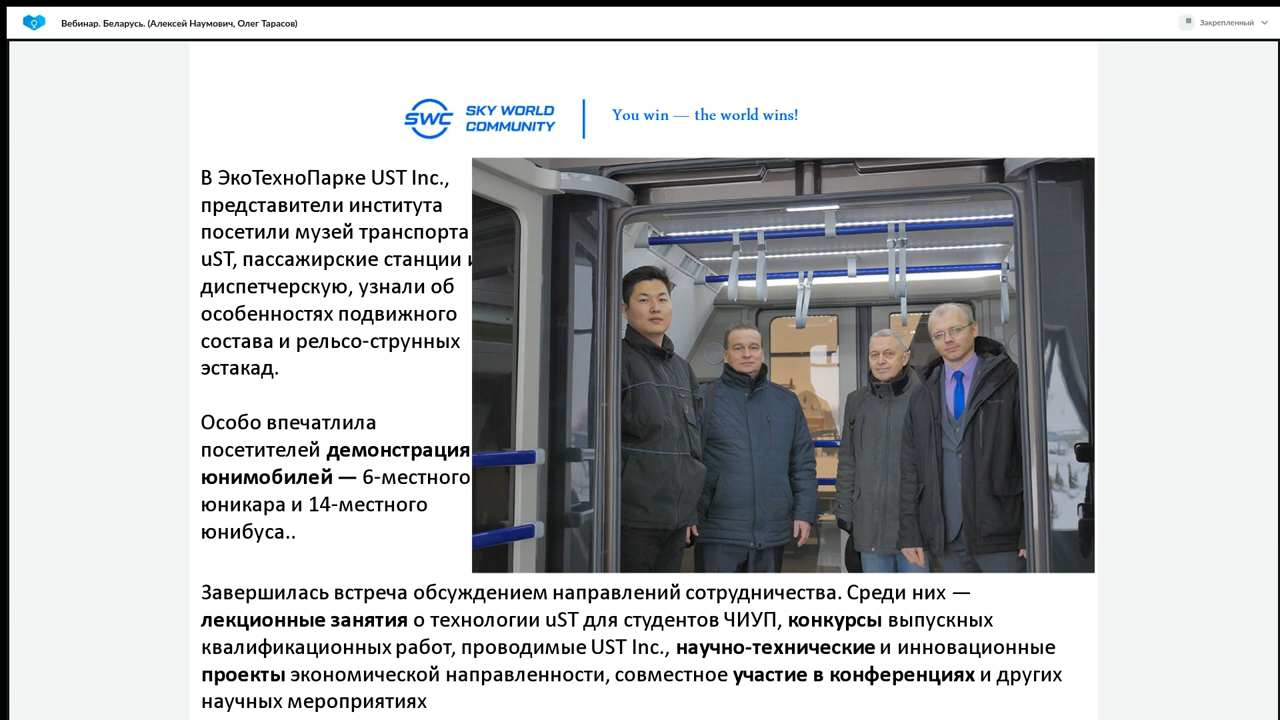 Вебинар. Беларусь. (Алексей Наумович, Олег Тарасов)
Закрепленный
SWC
SKY WORLD
COMMUNITY
You win — the world wins!
В ЭкоТехноПарке UST Inc.,
представители института
посетили музей транспорта
uST, пассажирские станции и
диспетчерскую, узнали об
особенностях подвижного
состава и рельсо-струнных
эстакад.
Особо впечатлила
посетителей демонстрация
юнимобилей — 6-местного
юникара и 14-местного
юнибуса..
Завершилась встреча обсуждением направлений сотрудничества. Среди них —
лекционные занятия о технологии uST для студентов ЧИУП, конкурсы выпускных
квалификационных работ, проводимые UST Inc., научно-технические и инновационные
проекты экономической направленности, совместное участие в конференциях и других
научных мероприятиях